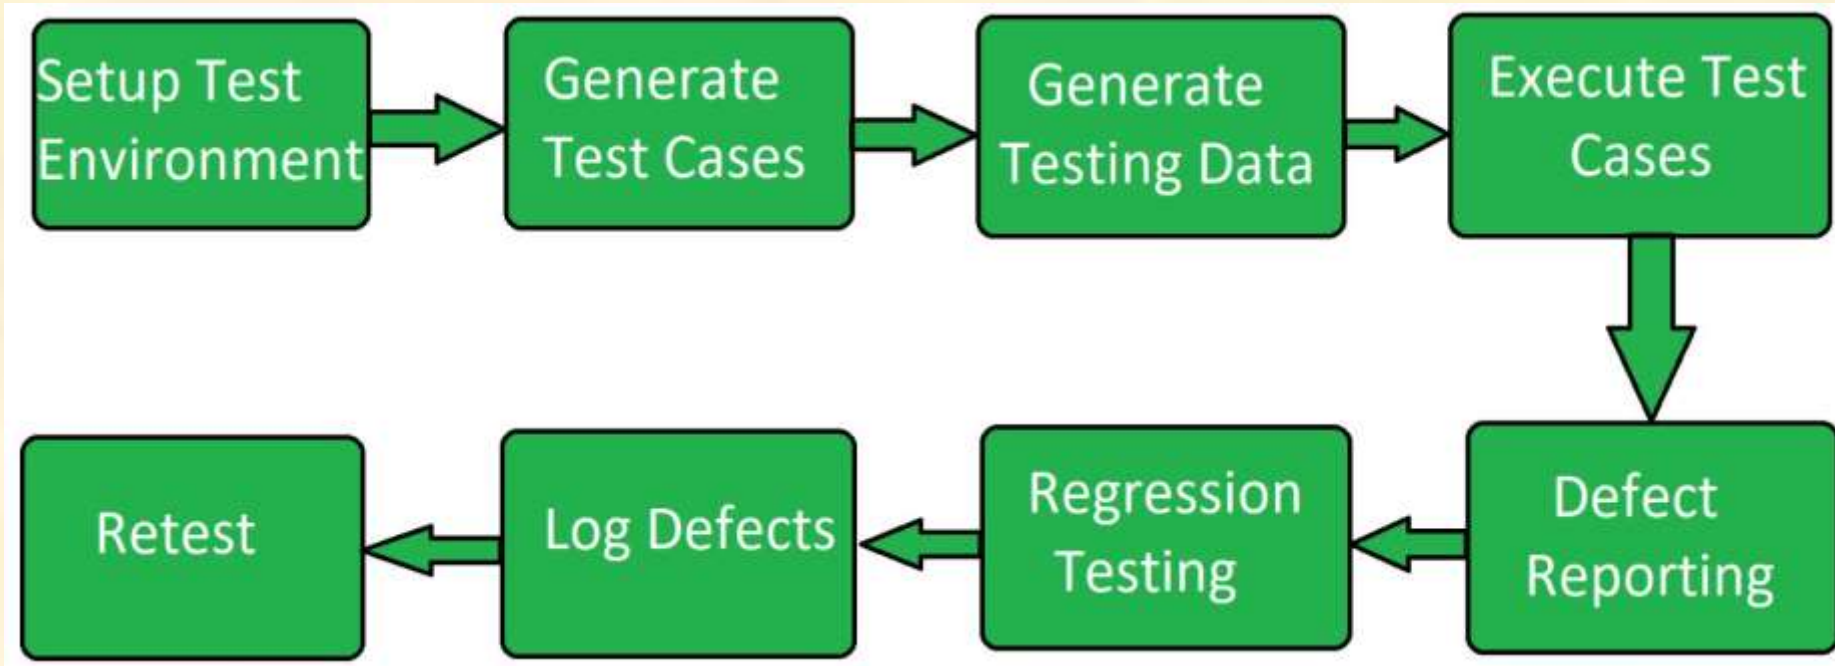 Setup Test
Environment
Generate
Test Cases
Generate
Testing Data
Execute Test
Cases
Defect
Reporting
Regression
Testing
Log Defects
Retest